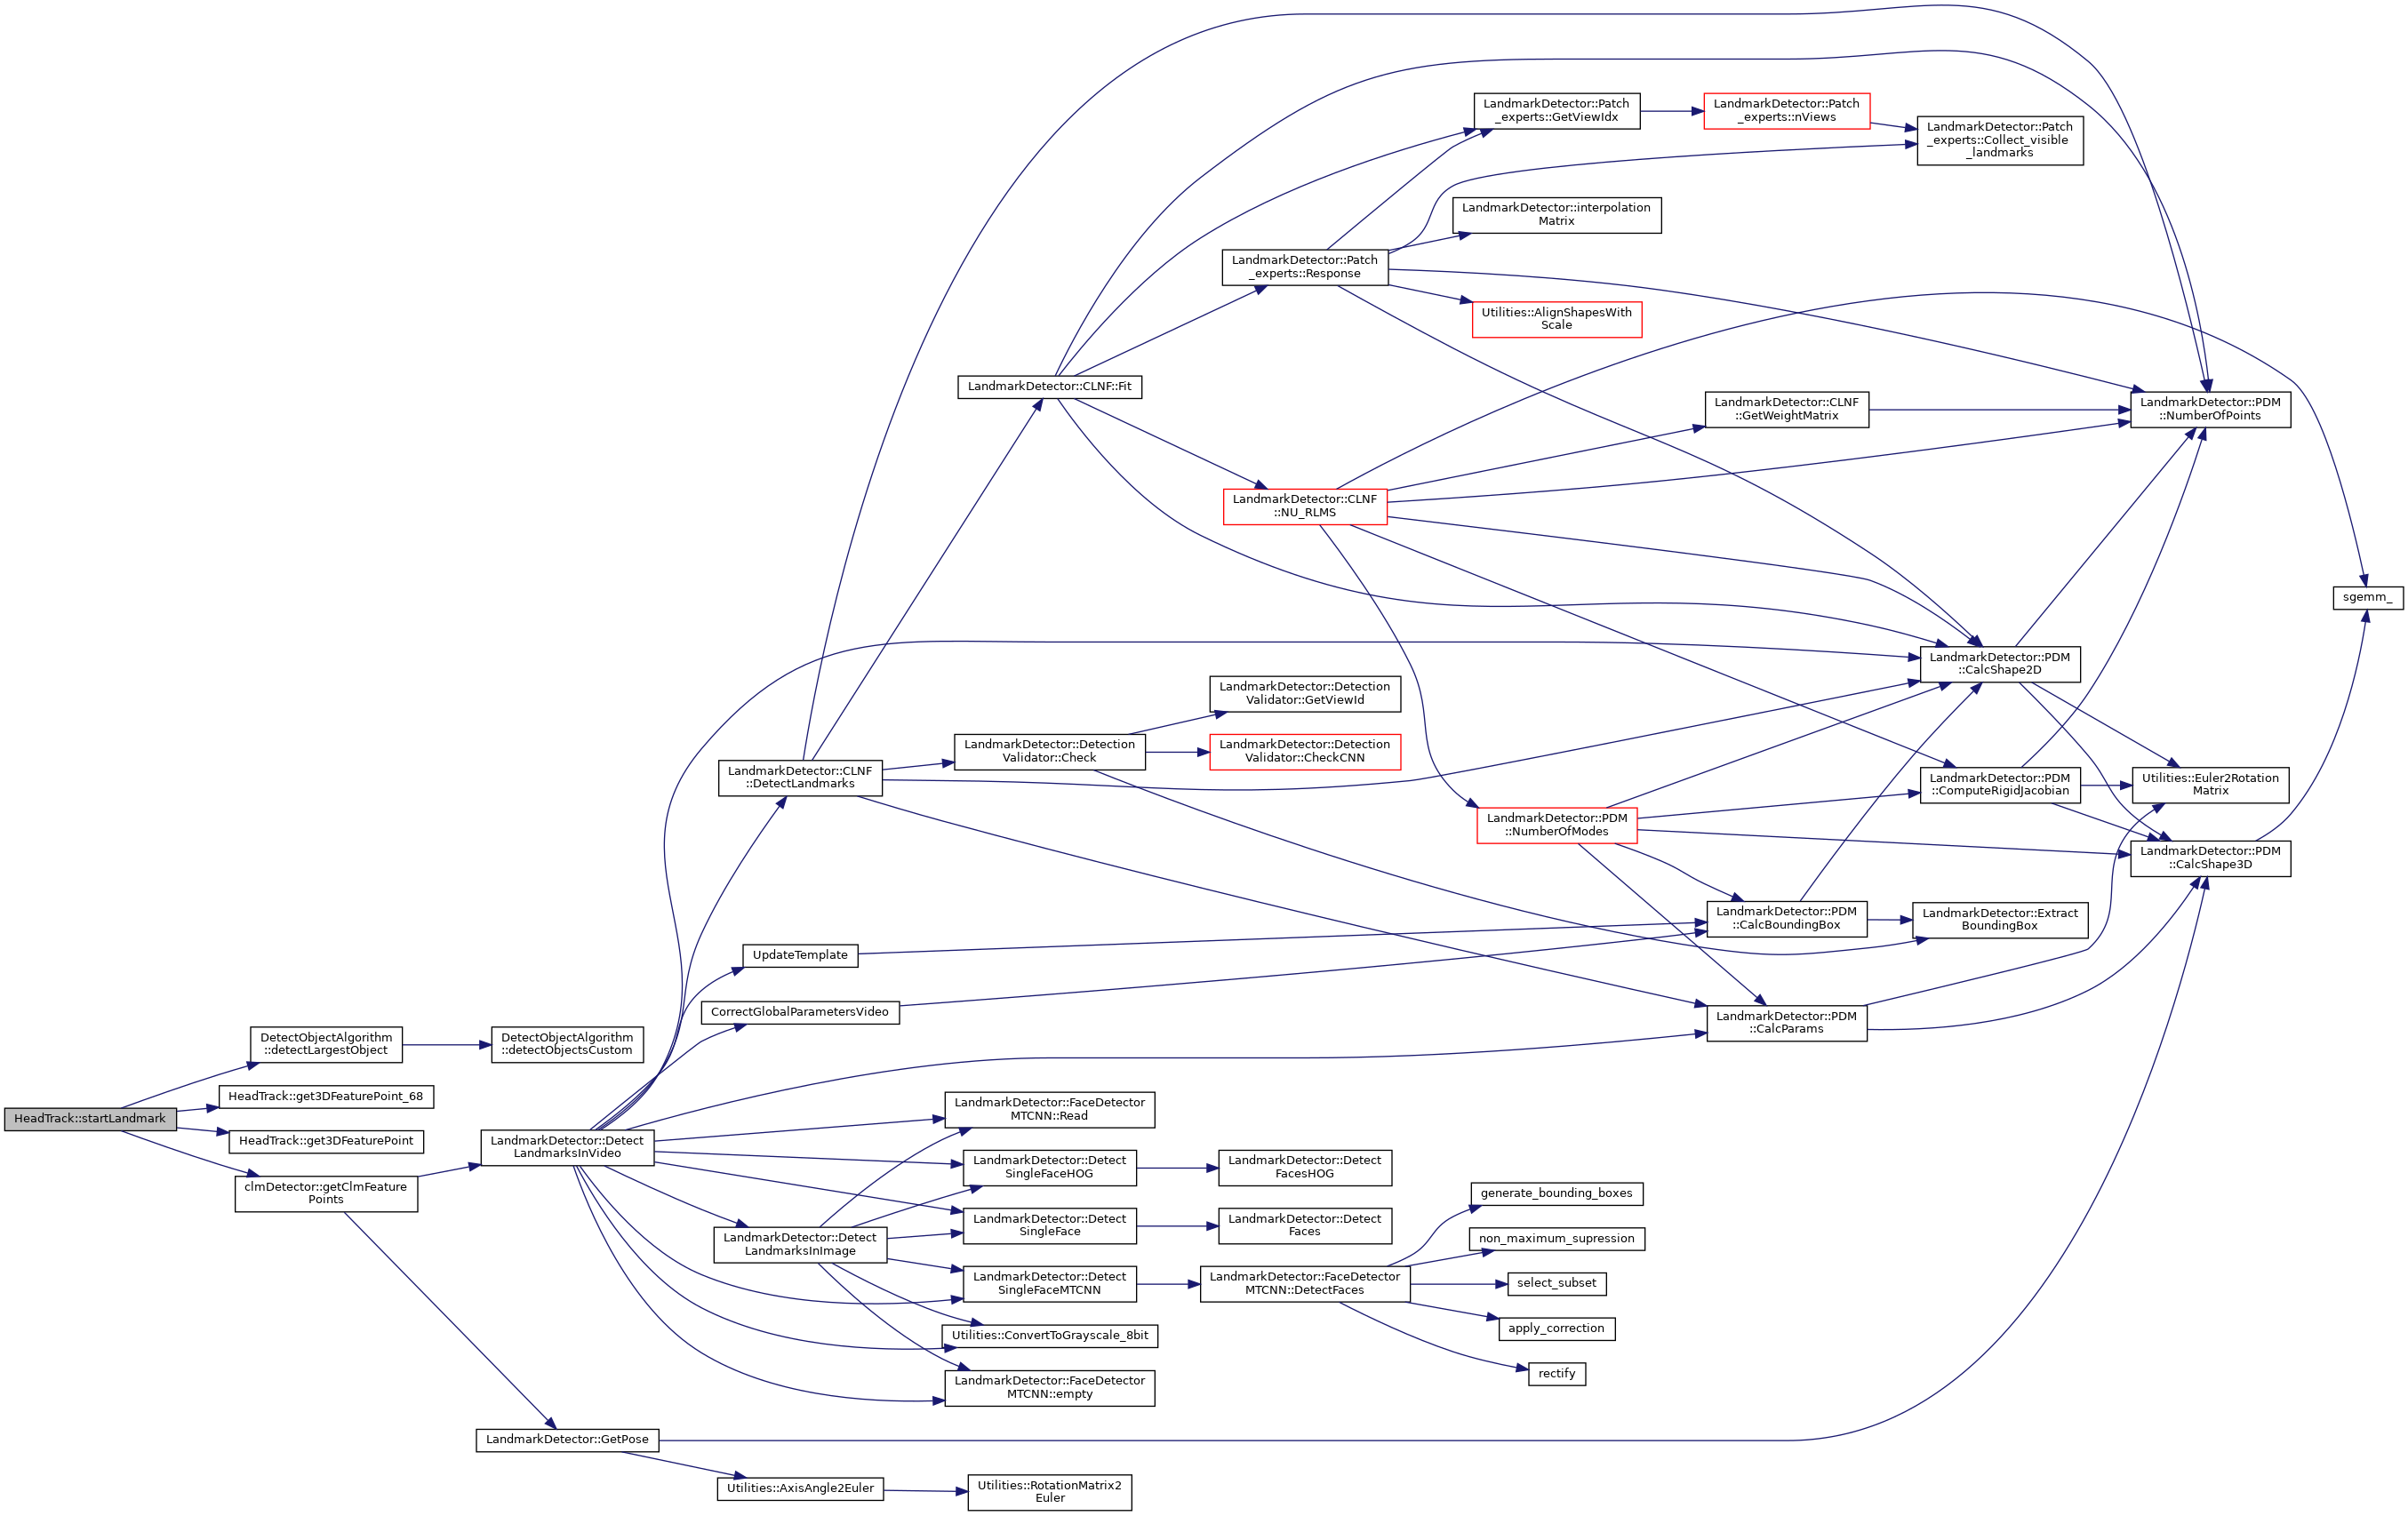 LandmarkDetector::Patch
_experts::GetViewIdx
LandmarkDetector::Patch
_experts::nViews
LandmarkDetector::Patch
_experts::Collect_visible
_landmarks
LandmarkDetector::interpolation
Matrix
LandmarkDetector::Patch
_experts::Response
Utilities::AlignShapesWith
Scale
LandmarkDetector::CLNF::Fit
LandmarkDetector::CLNF
::GetWeightMatrix
LandmarkDetector::PDM
::NumberOfPoints
LandmarkDetector::CLNF
::NU_RLMS
sgemm_
LandmarkDetector::PDM
::CalcShape2D
LandmarkDetector::Detection
Validator::GetViewId
LandmarkDetector::CLNF
::DetectLandmarks
LandmarkDetector::Detection
Validator::Check
LandmarkDetector::Detection
Validator::CheckCNN
LandmarkDetector::PDM
::ComputeRigidJacobian
Utilities::Euler2Rotation
Matrix
LandmarkDetector::PDM
::NumberOfModes
LandmarkDetector::PDM
::CalcShape3D
LandmarkDetector::PDM
::CalcBoundingBox
LandmarkDetector::Extract
BoundingBox
UpdateTemplate
CorrectGlobalParametersVideo
LandmarkDetector::PDM
::CalcParams
DetectObjectAlgorithm
::detectLargestObject
DetectObjectAlgorithm
::detectObjectsCustom
HeadTrack::get3DFeaturePoint_68
HeadTrack::startLandmark
HeadTrack::get3DFeaturePoint
LandmarkDetector::Detect
LandmarksInVideo
clmDetector::getClmFeature
Points
LandmarkDetector::FaceDetector
MTCNN::Read
LandmarkDetector::Detect
SingleFaceHOG
LandmarkDetector::Detect
FacesHOG
LandmarkDetector::Detect
SingleFace
LandmarkDetector::Detect
Faces
LandmarkDetector::Detect
LandmarksInImage
LandmarkDetector::Detect
SingleFaceMTCNN
LandmarkDetector::FaceDetector
MTCNN::DetectFaces
generate_bounding_boxes
non_maximum_supression
select_subset
apply_correction
rectify
Utilities::ConvertToGrayscale_8bit
LandmarkDetector::FaceDetector
MTCNN::empty
LandmarkDetector::GetPose
Utilities::AxisAngle2Euler
Utilities::RotationMatrix2
Euler